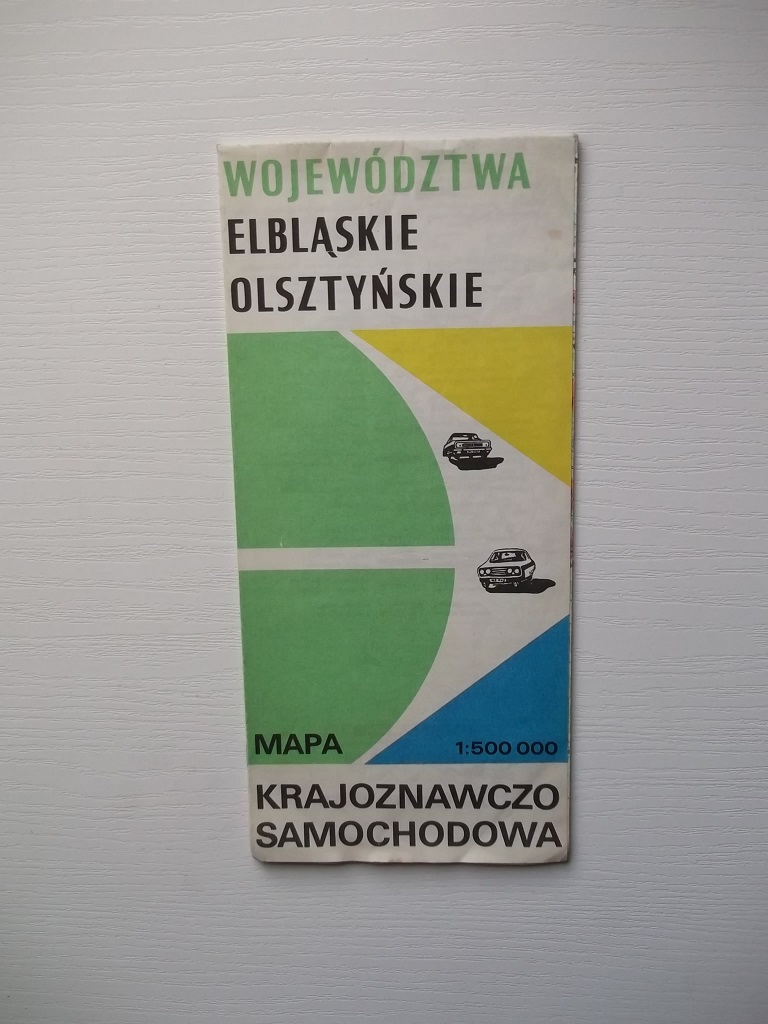 WOJEWÓDZTWA
ELBLĄSKIE
OLSZTYŃSKIE
MAPA 1:500 000
KRAJOZNAWCZO
SAMOCHODOWA